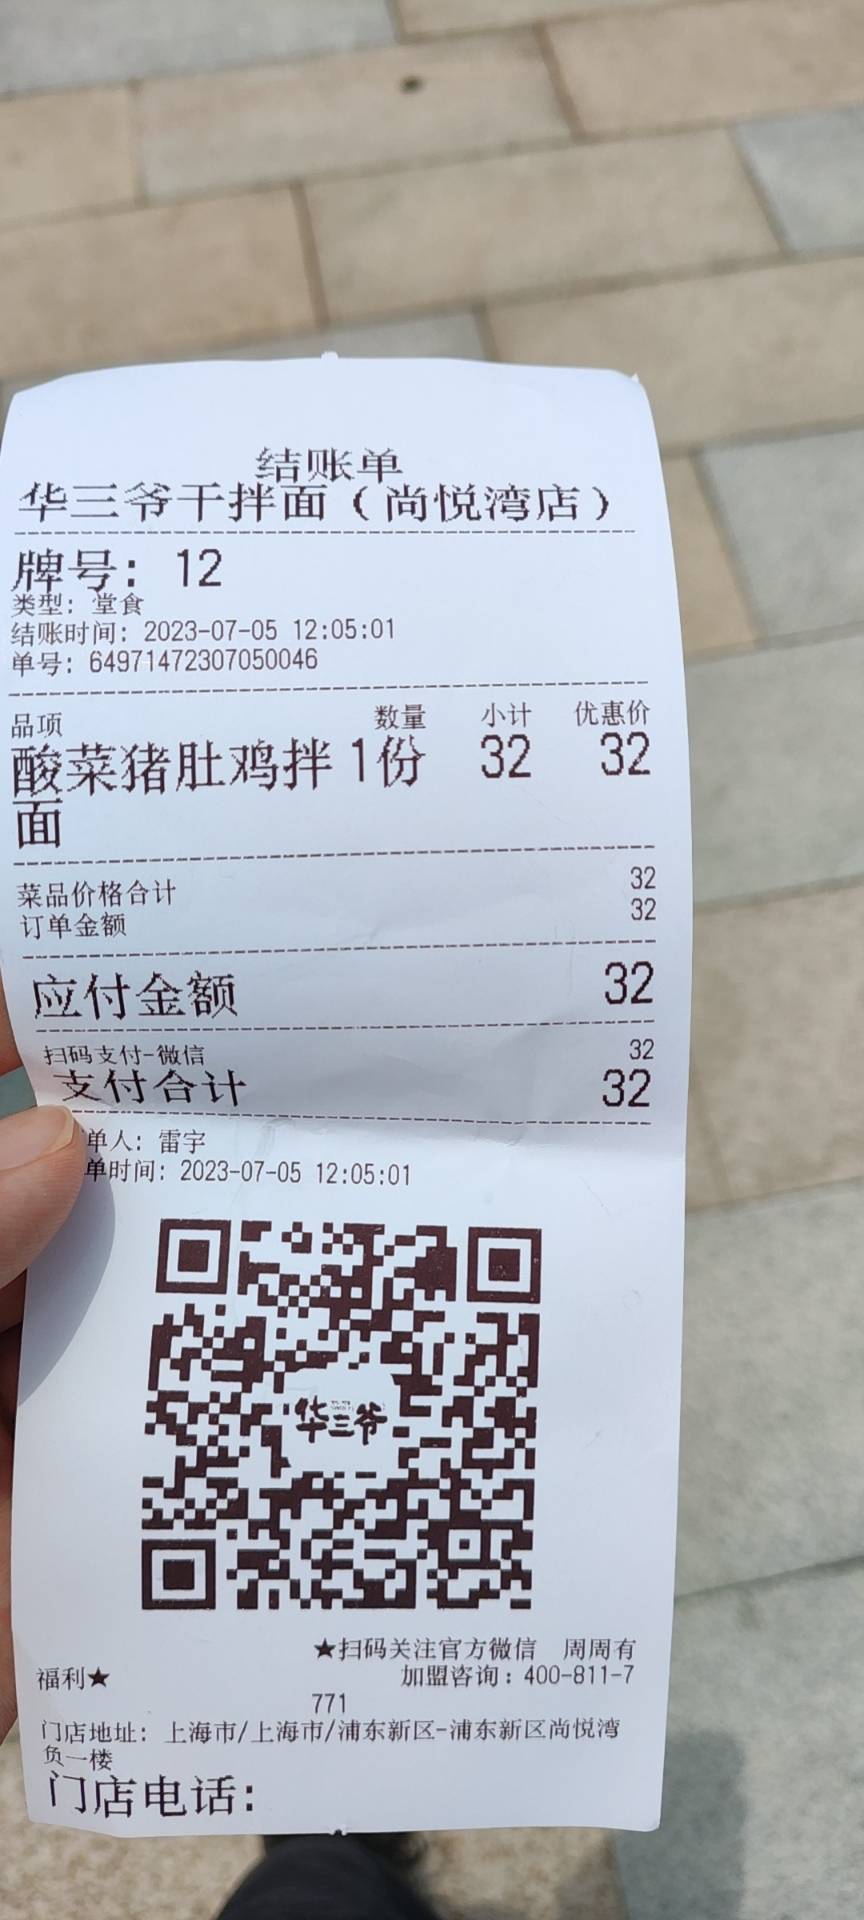 结账单
华三爷干拌面（尚悦湾店）
牌号: 12
类型: 堂食
结账时间: 2023-07-05 12:05:01
单号: 64971472307050046
品项 数量 小计 优惠价
酸菜猪肚鸡拌 1份 32 32
面
菜品价格合计 32
订单金额 32
应付金额 32
扫码支付-微信 32
支付合计 32
单人: 雷宇
单时间: 2023-07-05 12:05:01
华三爷
★扫码关注官方微信 周周有
福利★ 加盟咨询: 400-811-7
771
门店地址: 上海市/上海市/浦东新区-浦东新区尚悦湾
负一楼
门店电话: